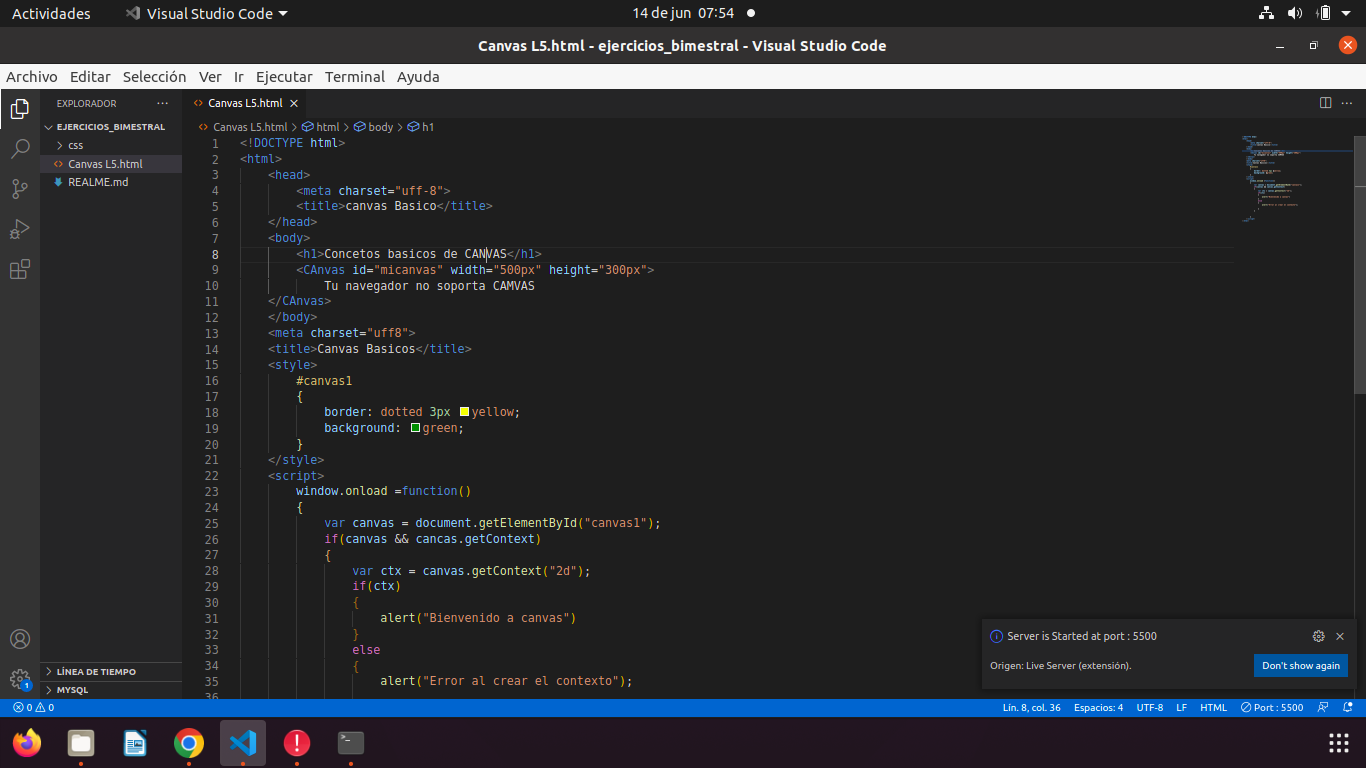 Actividades
Visual Studio Code
14 de jun 07:54
Canvas L5.html - ejercicios_bimestral - Visual Studio Code
Archivo Editar Selección Ver Ir Ejecutar Terminal Ayuda
EXPLORADOR
EJERCICIOS_BIMESTRAL
css
Canvas L5.html
REALME.md
LÍNEA DE TIEMPO
MYSQL
Canvas L5.html
Canvas L5.html > html > body > h1
1 <!DOCTYPE html>
2 <html>
3 <head>
4 <meta charset="uff-8">
5 <title>canvas Basico</title>
6 </head>
7 <body>
8 <h1>Concetos basicos de CANVAS</h1>
9 <CAnvas id="micanvas" width="500px" height="300px">
10 Tu navegador no soporta CAMVAS
11 </CAnvas>
12 </body>
13 <meta charset="uff8">
14 <title>Canvas Basicos</title>
15 <style>
16 #canvas1
17 {
18 border: dotted 3px yellow;
19 background: green;
20 }
21 </style>
22 <script>
23 window.onload =function()
24 {
25 var canvas = document.getElementById("canvas1");
26 if(canvas && cancas.getContext)
27 {
28 var ctx = canvas.getContext("2d");
29 if(ctx)
30 {
31 alert("Bienvenido a canvas")
32 }
33 else
34 {
35 alert("Error al crear el contexto");
36
Server is Started at port : 5500
Origen: Live Server (extensión).
Don't show again
1
0 0
Lín. 8, col. 36 Espacios: 4 UTF-8 LF HTML Port : 5500